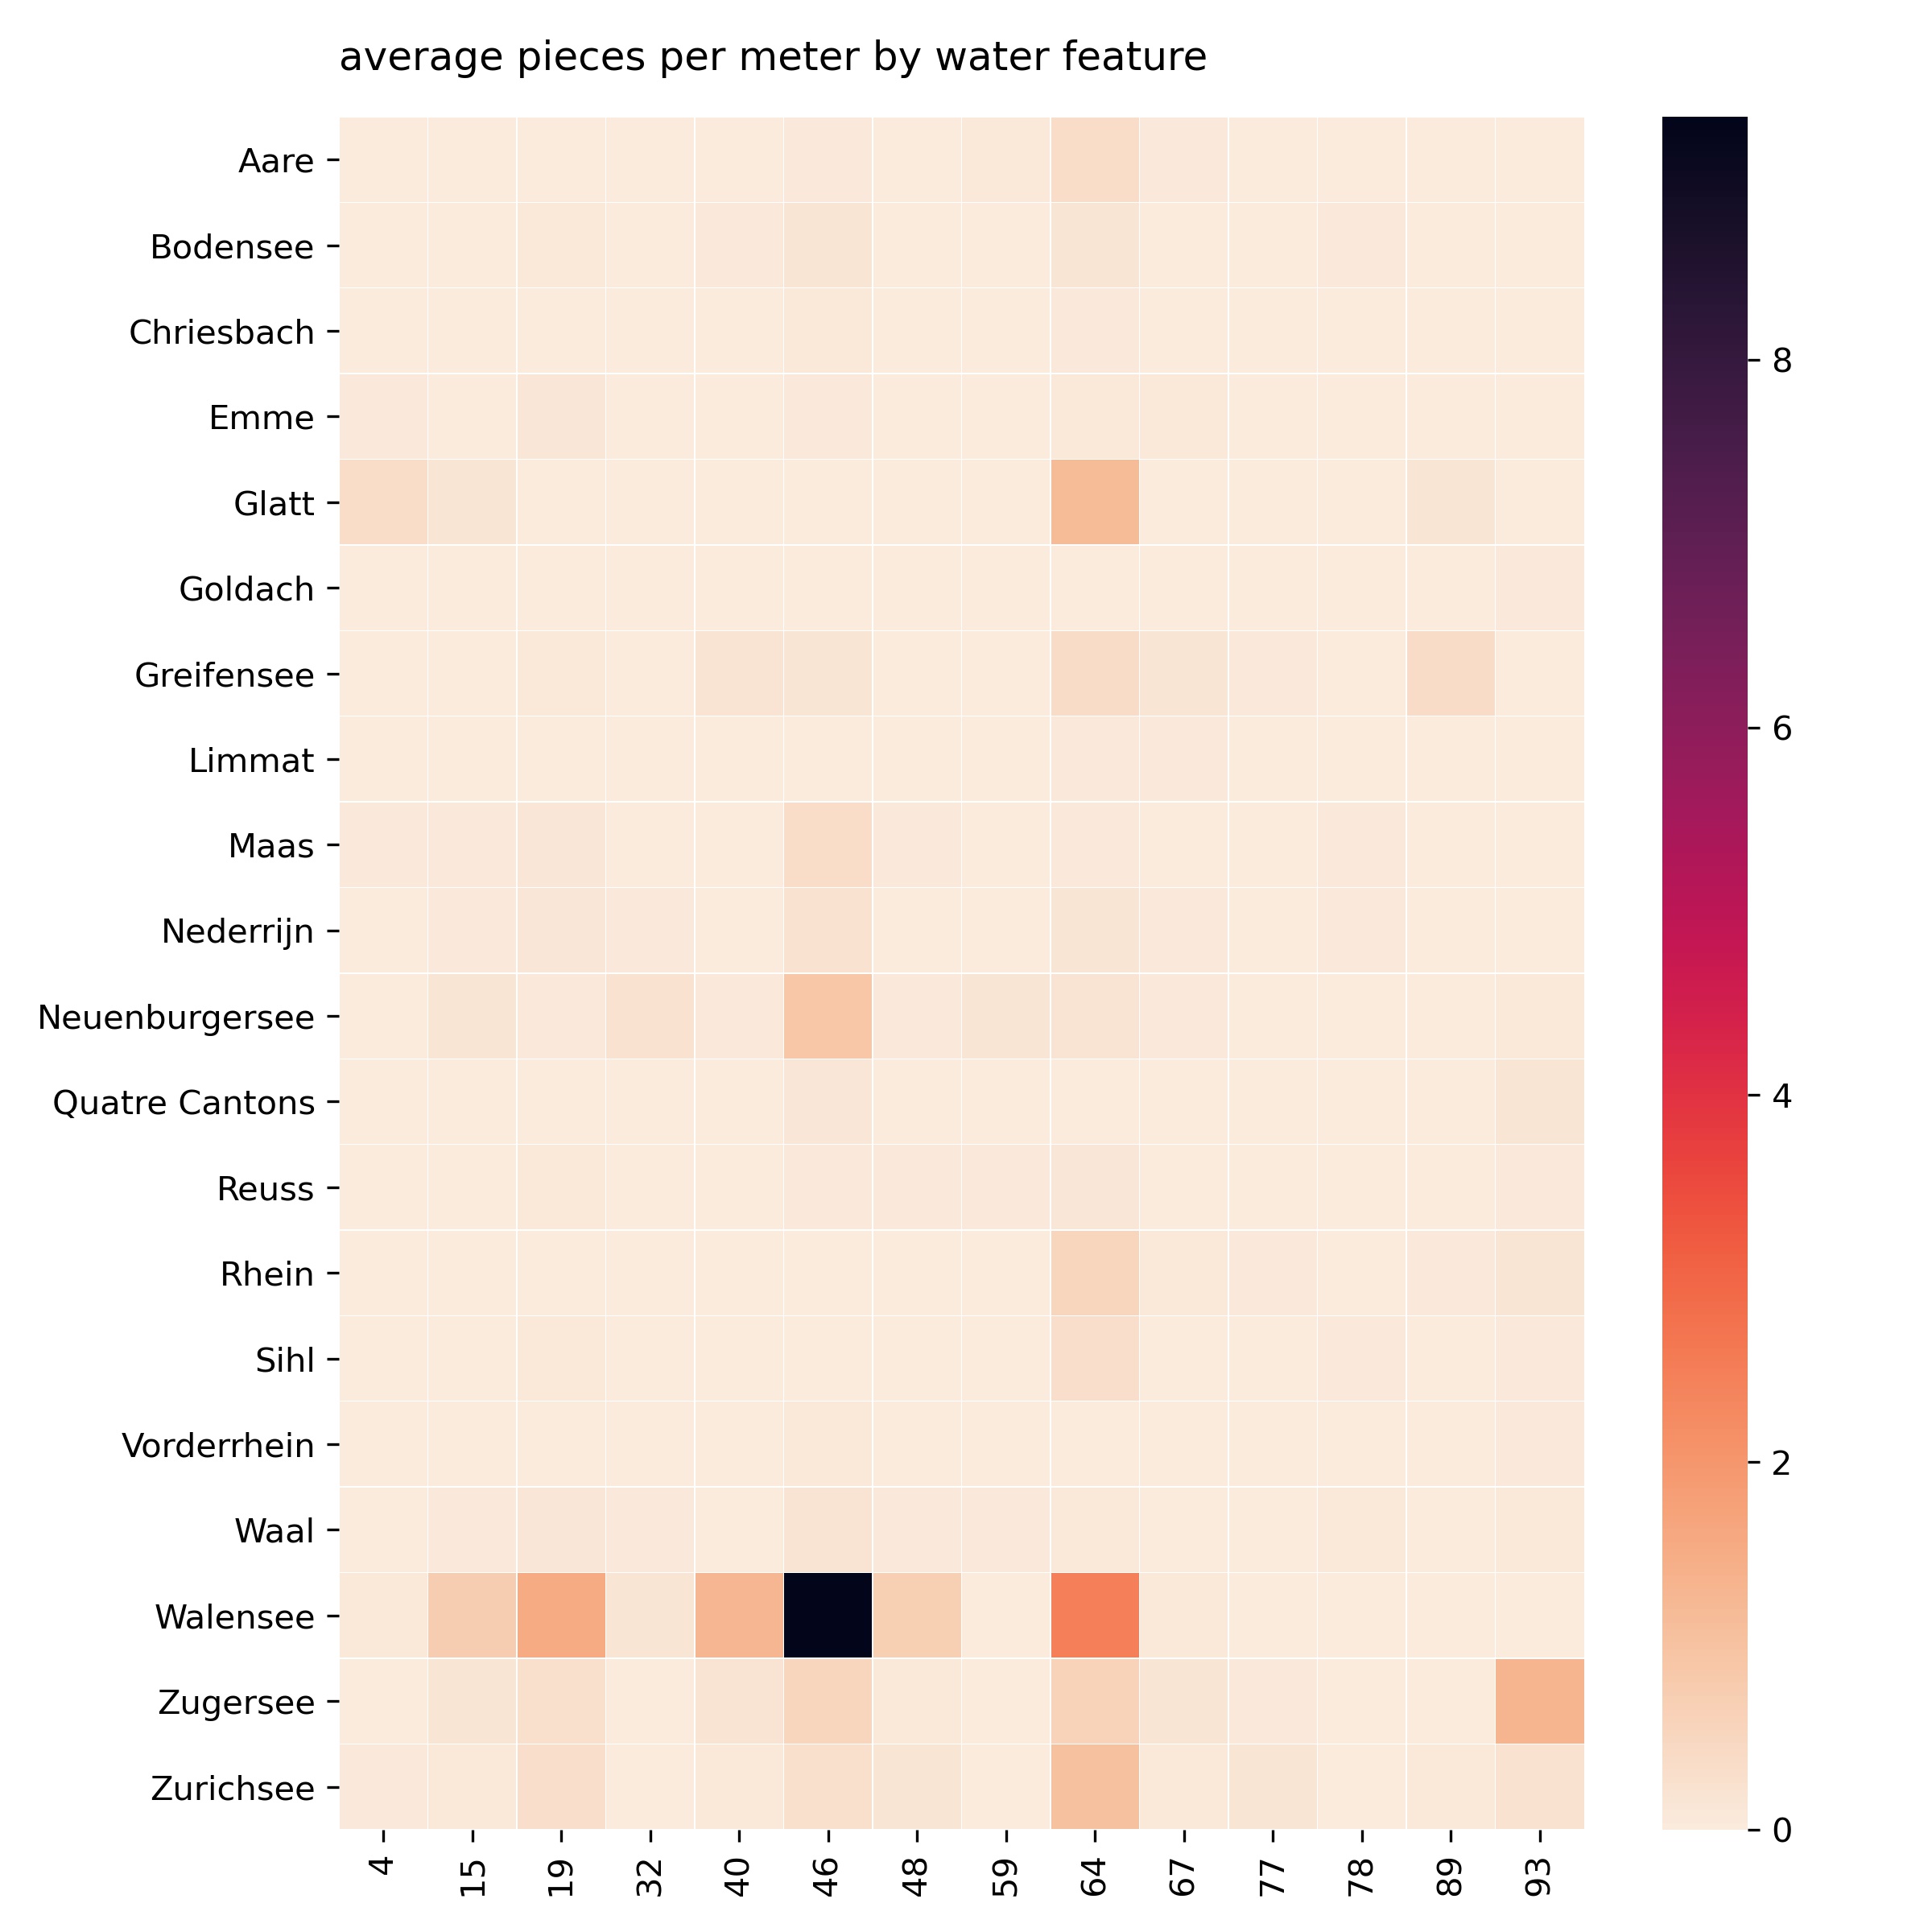 average pieces per meter by water feature
Aare
Bodensee
Chriesbach
Emme
Glatt
Goldach
Greifensee
Limmat
Maas
Nederrijn
Neuenburgersee
Quatre Cantons
Reuss
Rhein
Sihl
Vorderrhein
Waal
Walensee
Zugersee
Zurichsee
4 15 19 32 40 46 48 59 64 67 77 78 89 93
8
6
4
2
0